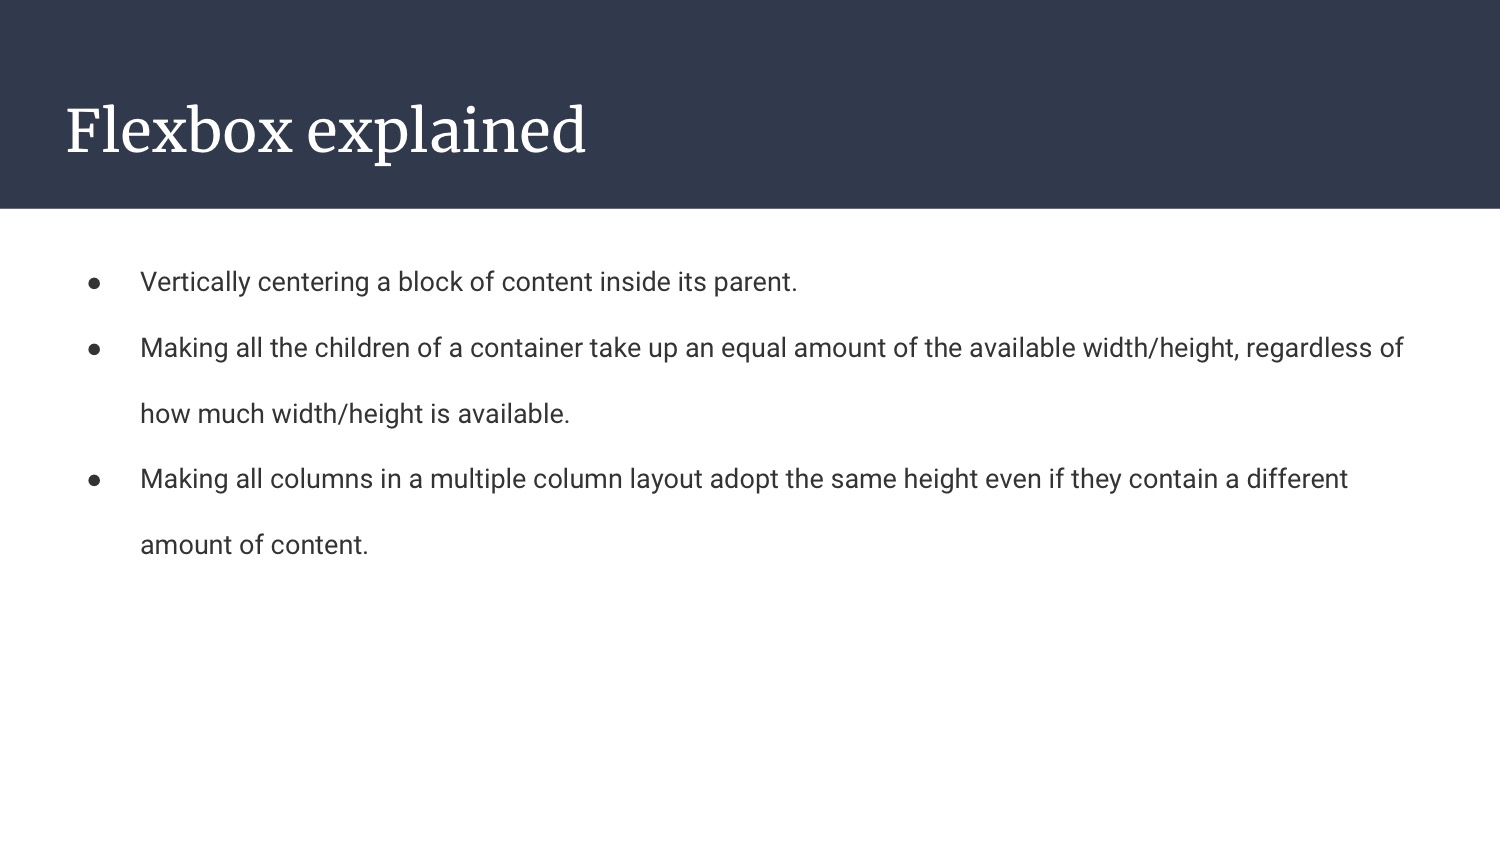 Flexbox explained
● Vertically centering a block of content inside its parent.
● Making all the children of a container take up an equal amount of the available width/height, regardless of
how much width/height is available.
● Making all columns in a multiple column layout adopt the same height even if they contain a different
amount of content.